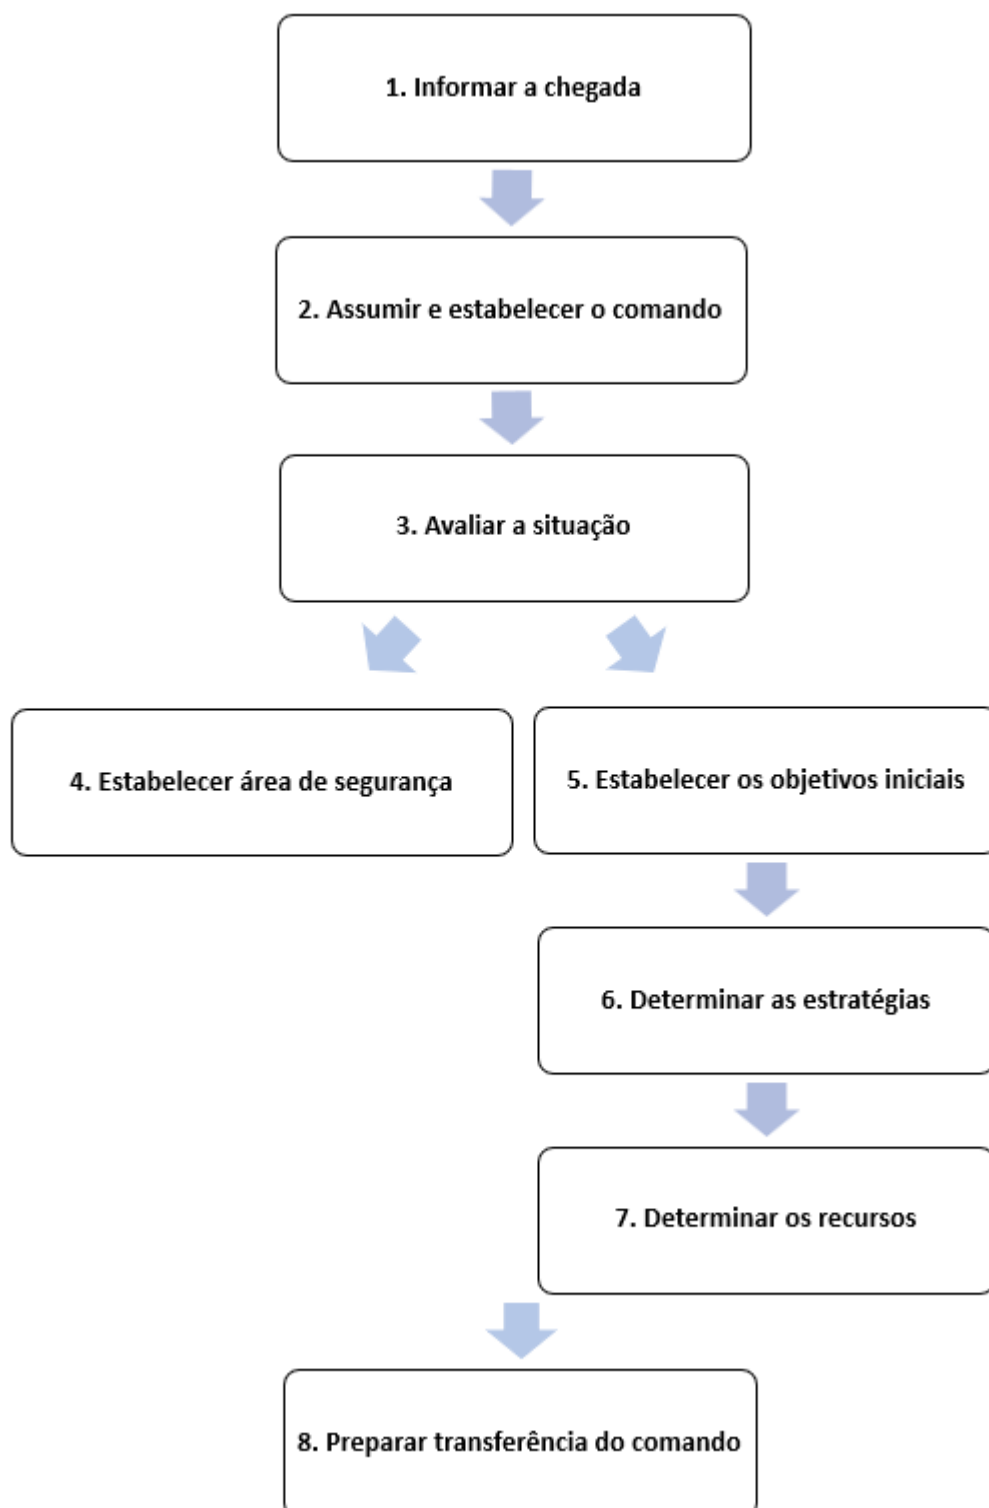 1. Informar a chegada
2. Assumir e estabelecer o comando
3. Avaliar a situação
4. Estabelecer área de segurança
5. Estabelecer os objetivos iniciais
6. Determinar as estratégias
7. Determinar os recursos
8. Preparar transferência do comando